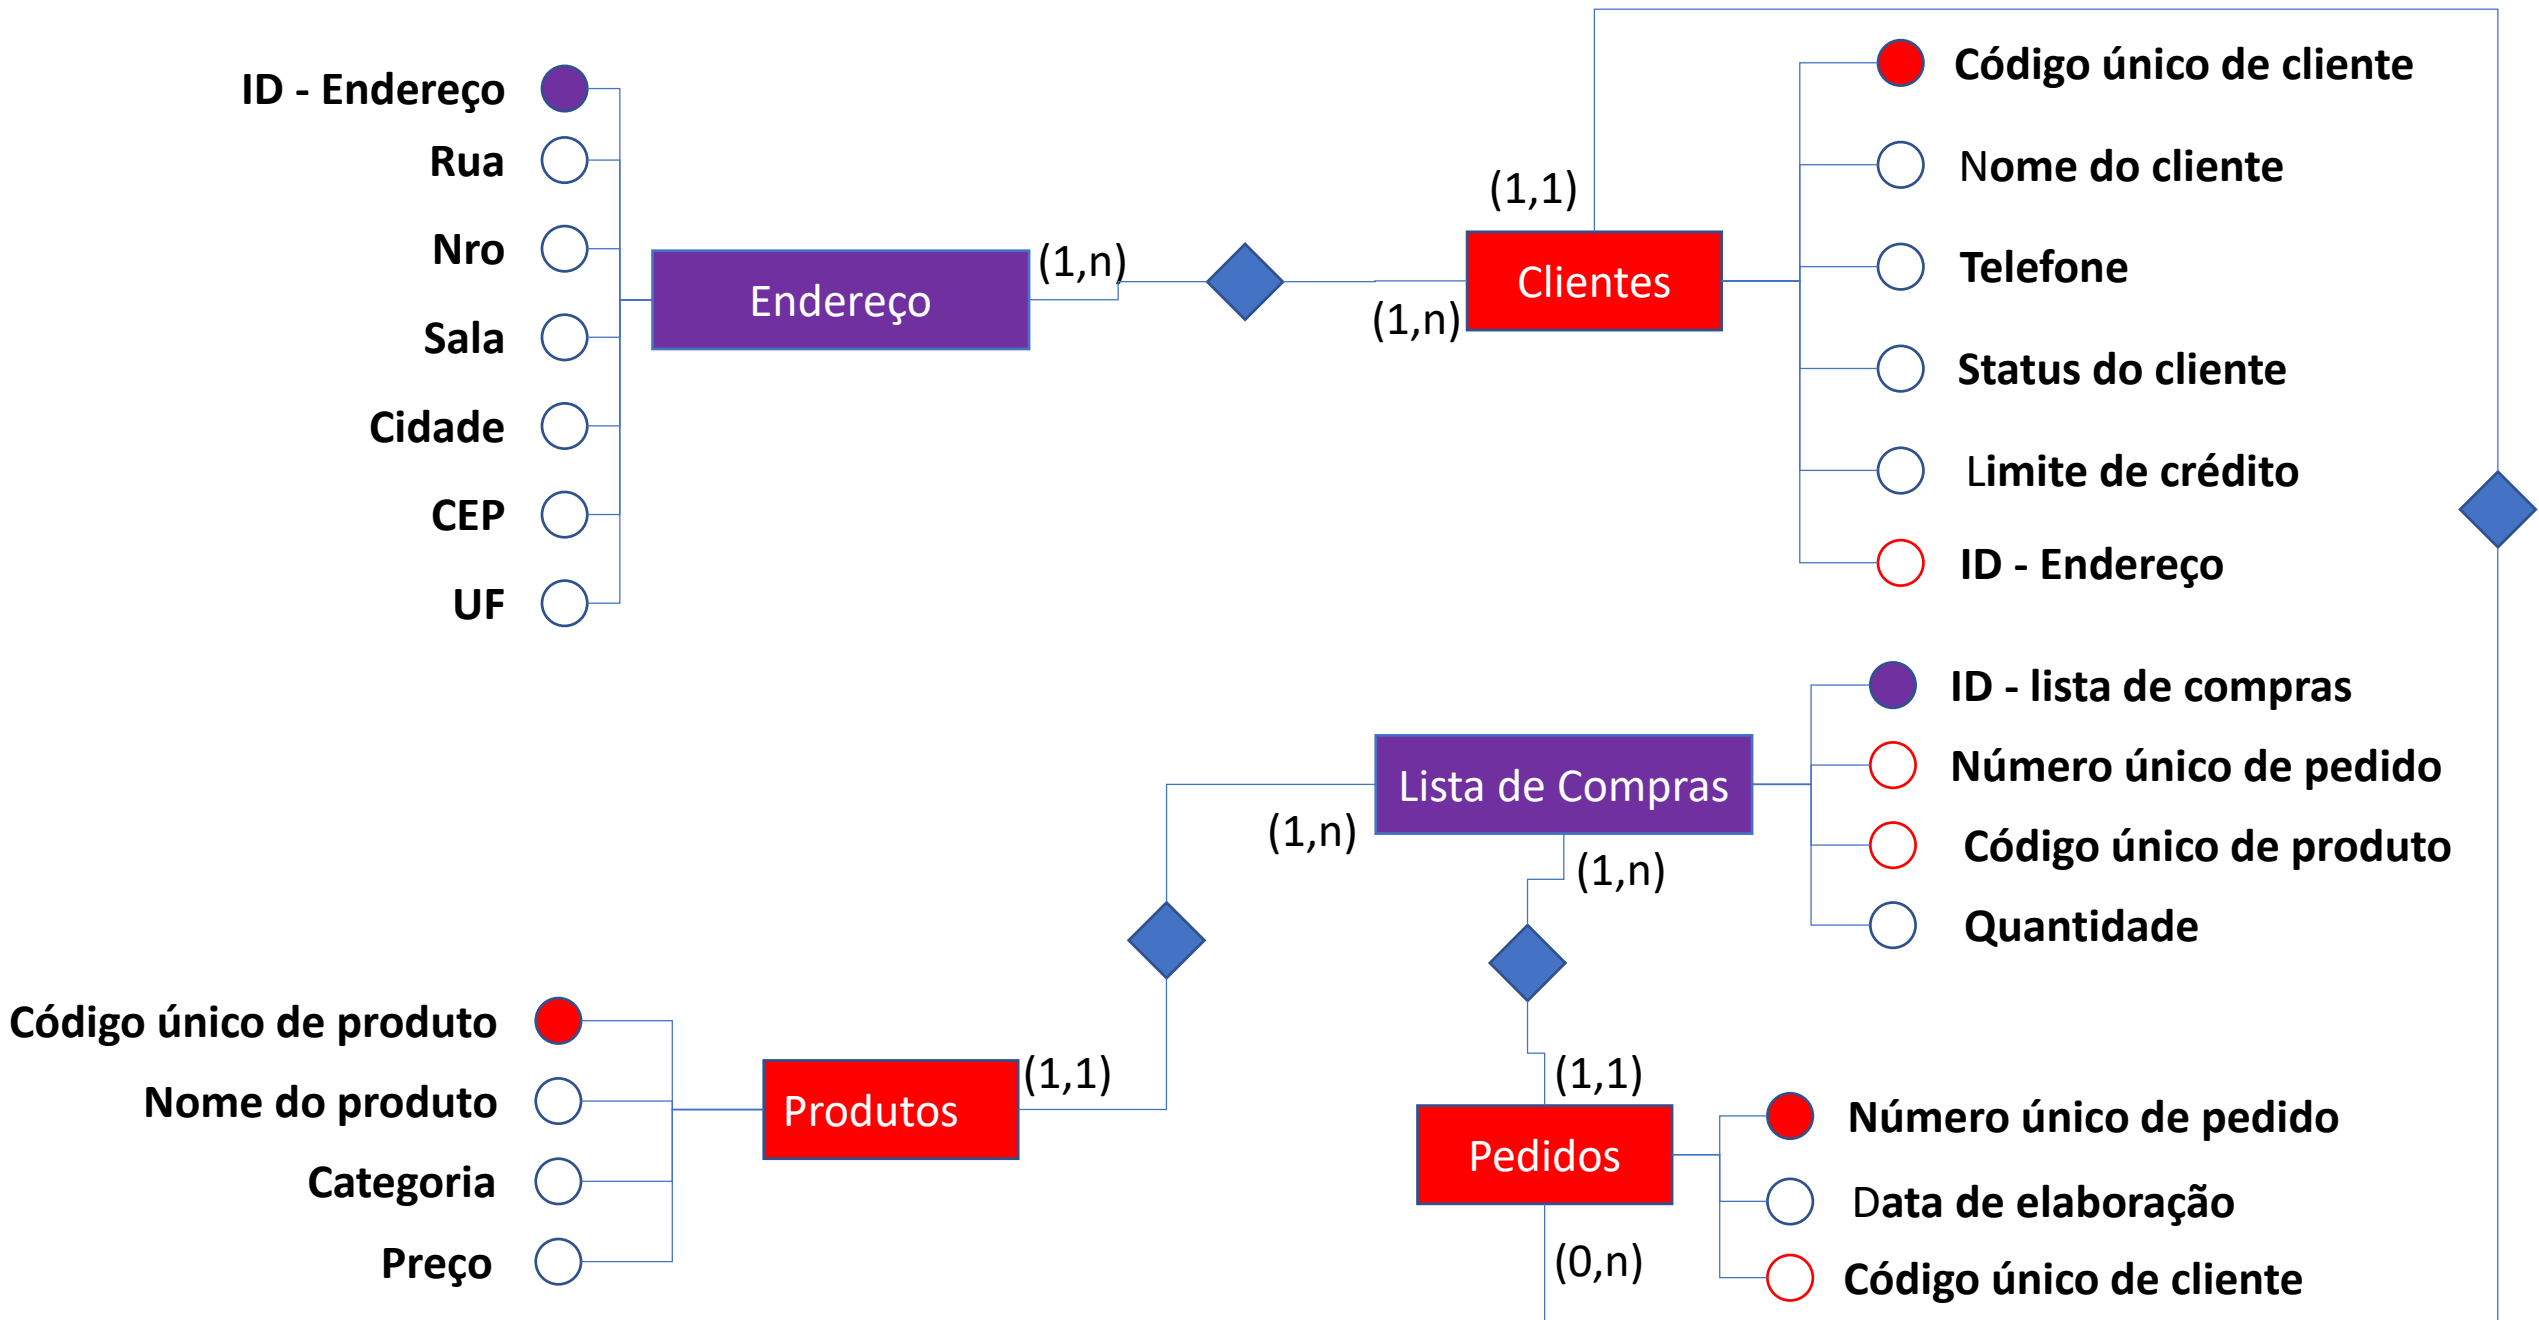 ID - Endereço
Rua
Nro
Sala
Cidade
CEP
UF
Endereço
(1,n)
(1,n)
(1,1)
Clientes
Código único de cliente
Nome do cliente
Telefone
Status do cliente
Limite de crédito
ID - Endereço
Lista de Compras
(1,n)
(1,n)
ID - lista de compras
Número único de pedido
Código único de produto
Quantidade
Código único de produto
Nome do produto
Categoria
Preço
Produtos
(1,1)
(1,1)
Pedidos
(0,n)
Número único de pedido
Data de elaboração
Código único de cliente